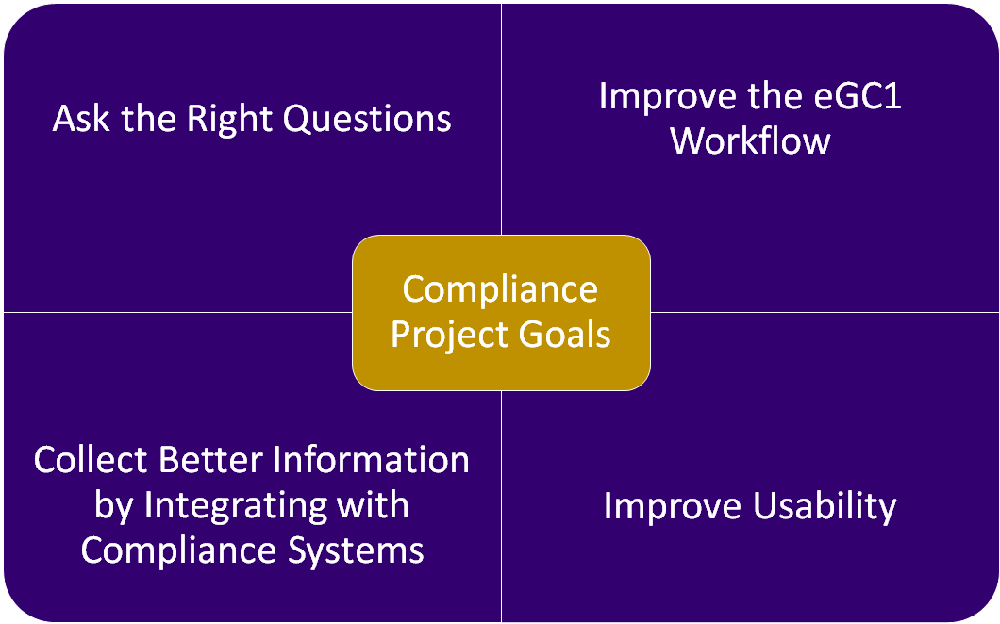 Ask the Right Questions
Improve the eGC1
Workflow
Compliance
Project Goals
Collect Better Information
by Integrating with
Compliance Systems
Improve Usability